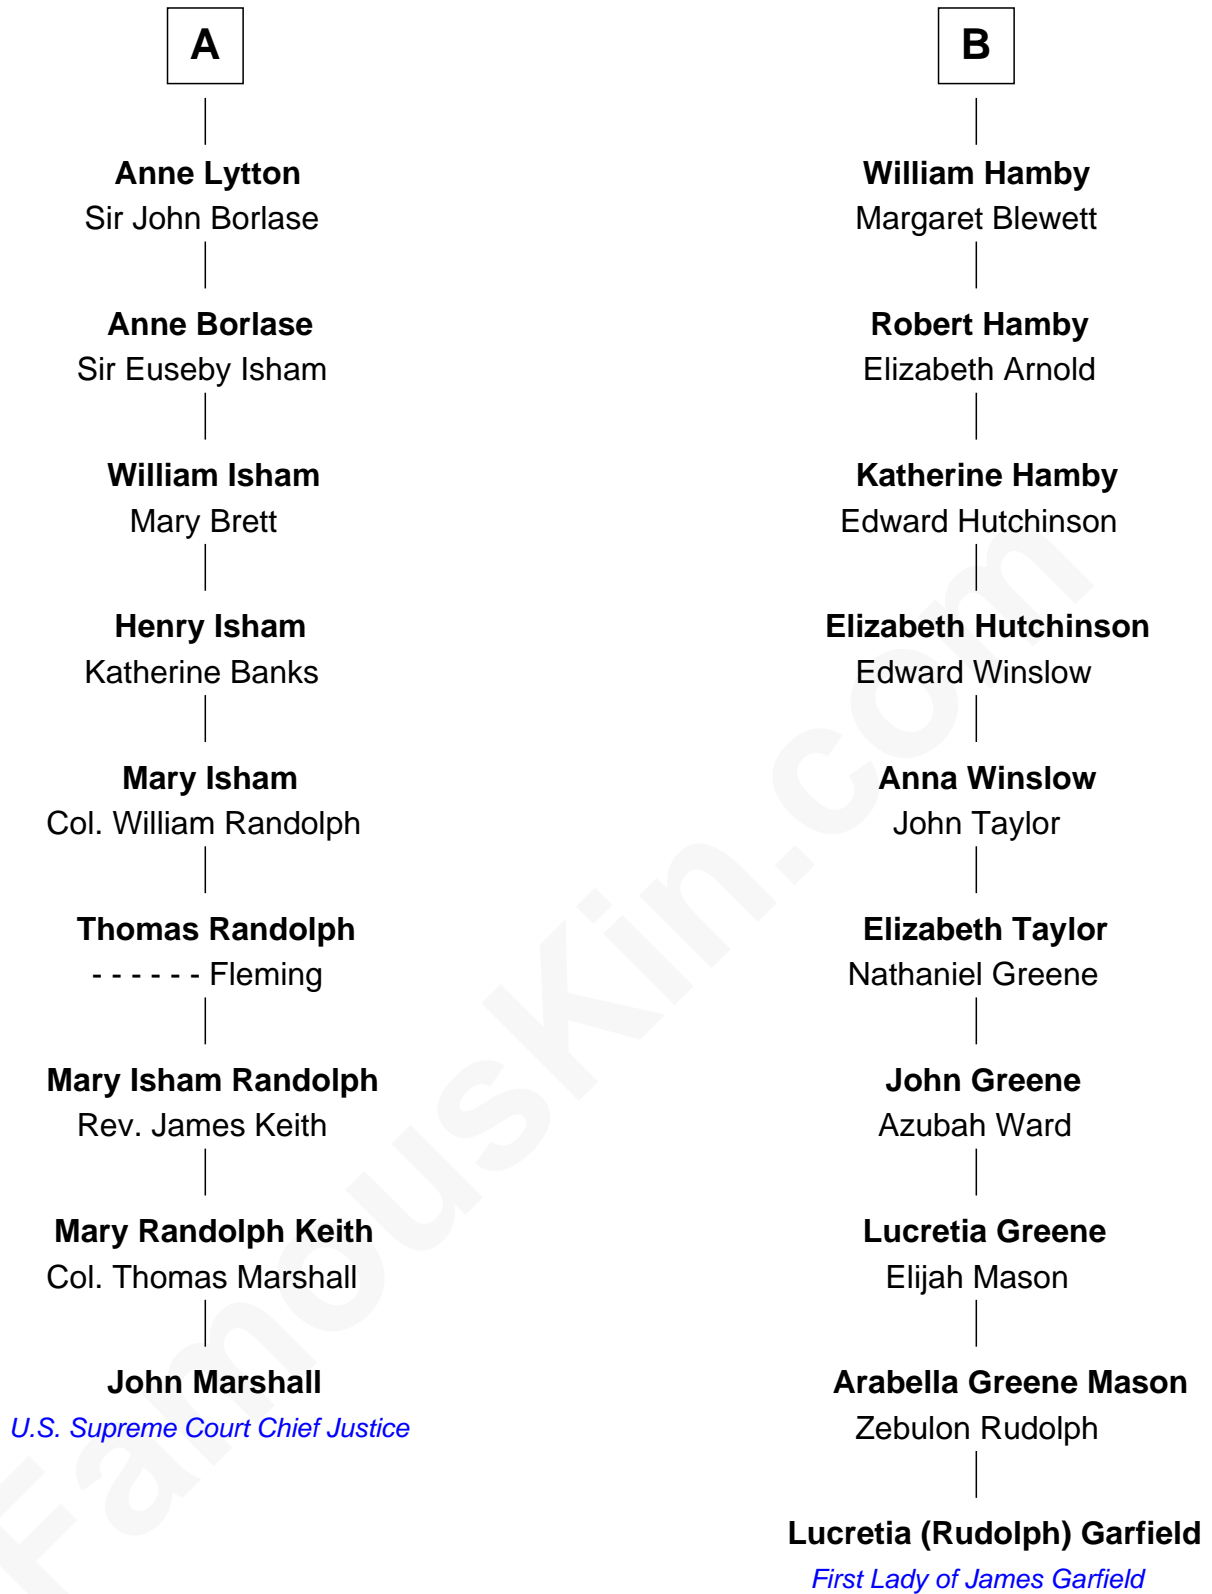 A
Anne Lytton
Sir John Borlase
Anne Borlase
Sir Euseby Isham
William Isham
Mary Brett
Henry Isham
Katherine Banks
Mary Isham
Col. William Randolph
Thomas Randolph
- - - - - - Fleming
Mary Isham Randolph
Rev. James Keith
Mary Randolph Keith
Col. Thomas Marshall
John Marshall
U.S. Supreme Court Chief Justice
B
William Hamby
Margaret Blewett
Robert Hamby
Elizabeth Arnold
Katherine Hamby
Edward Hutchinson
Elizabeth Hutchinson
Edward Winslow
Anna Winslow
John Taylor
Elizabeth Taylor
Nathaniel Greene
John Greene
Azubah Ward
Lucretia Greene
Elijah Mason
Arabella Greene Mason
Zebulon Rudolph
Lucretia (Rudolph) Garfield
First Lady of James Garfield
FamousKin.com